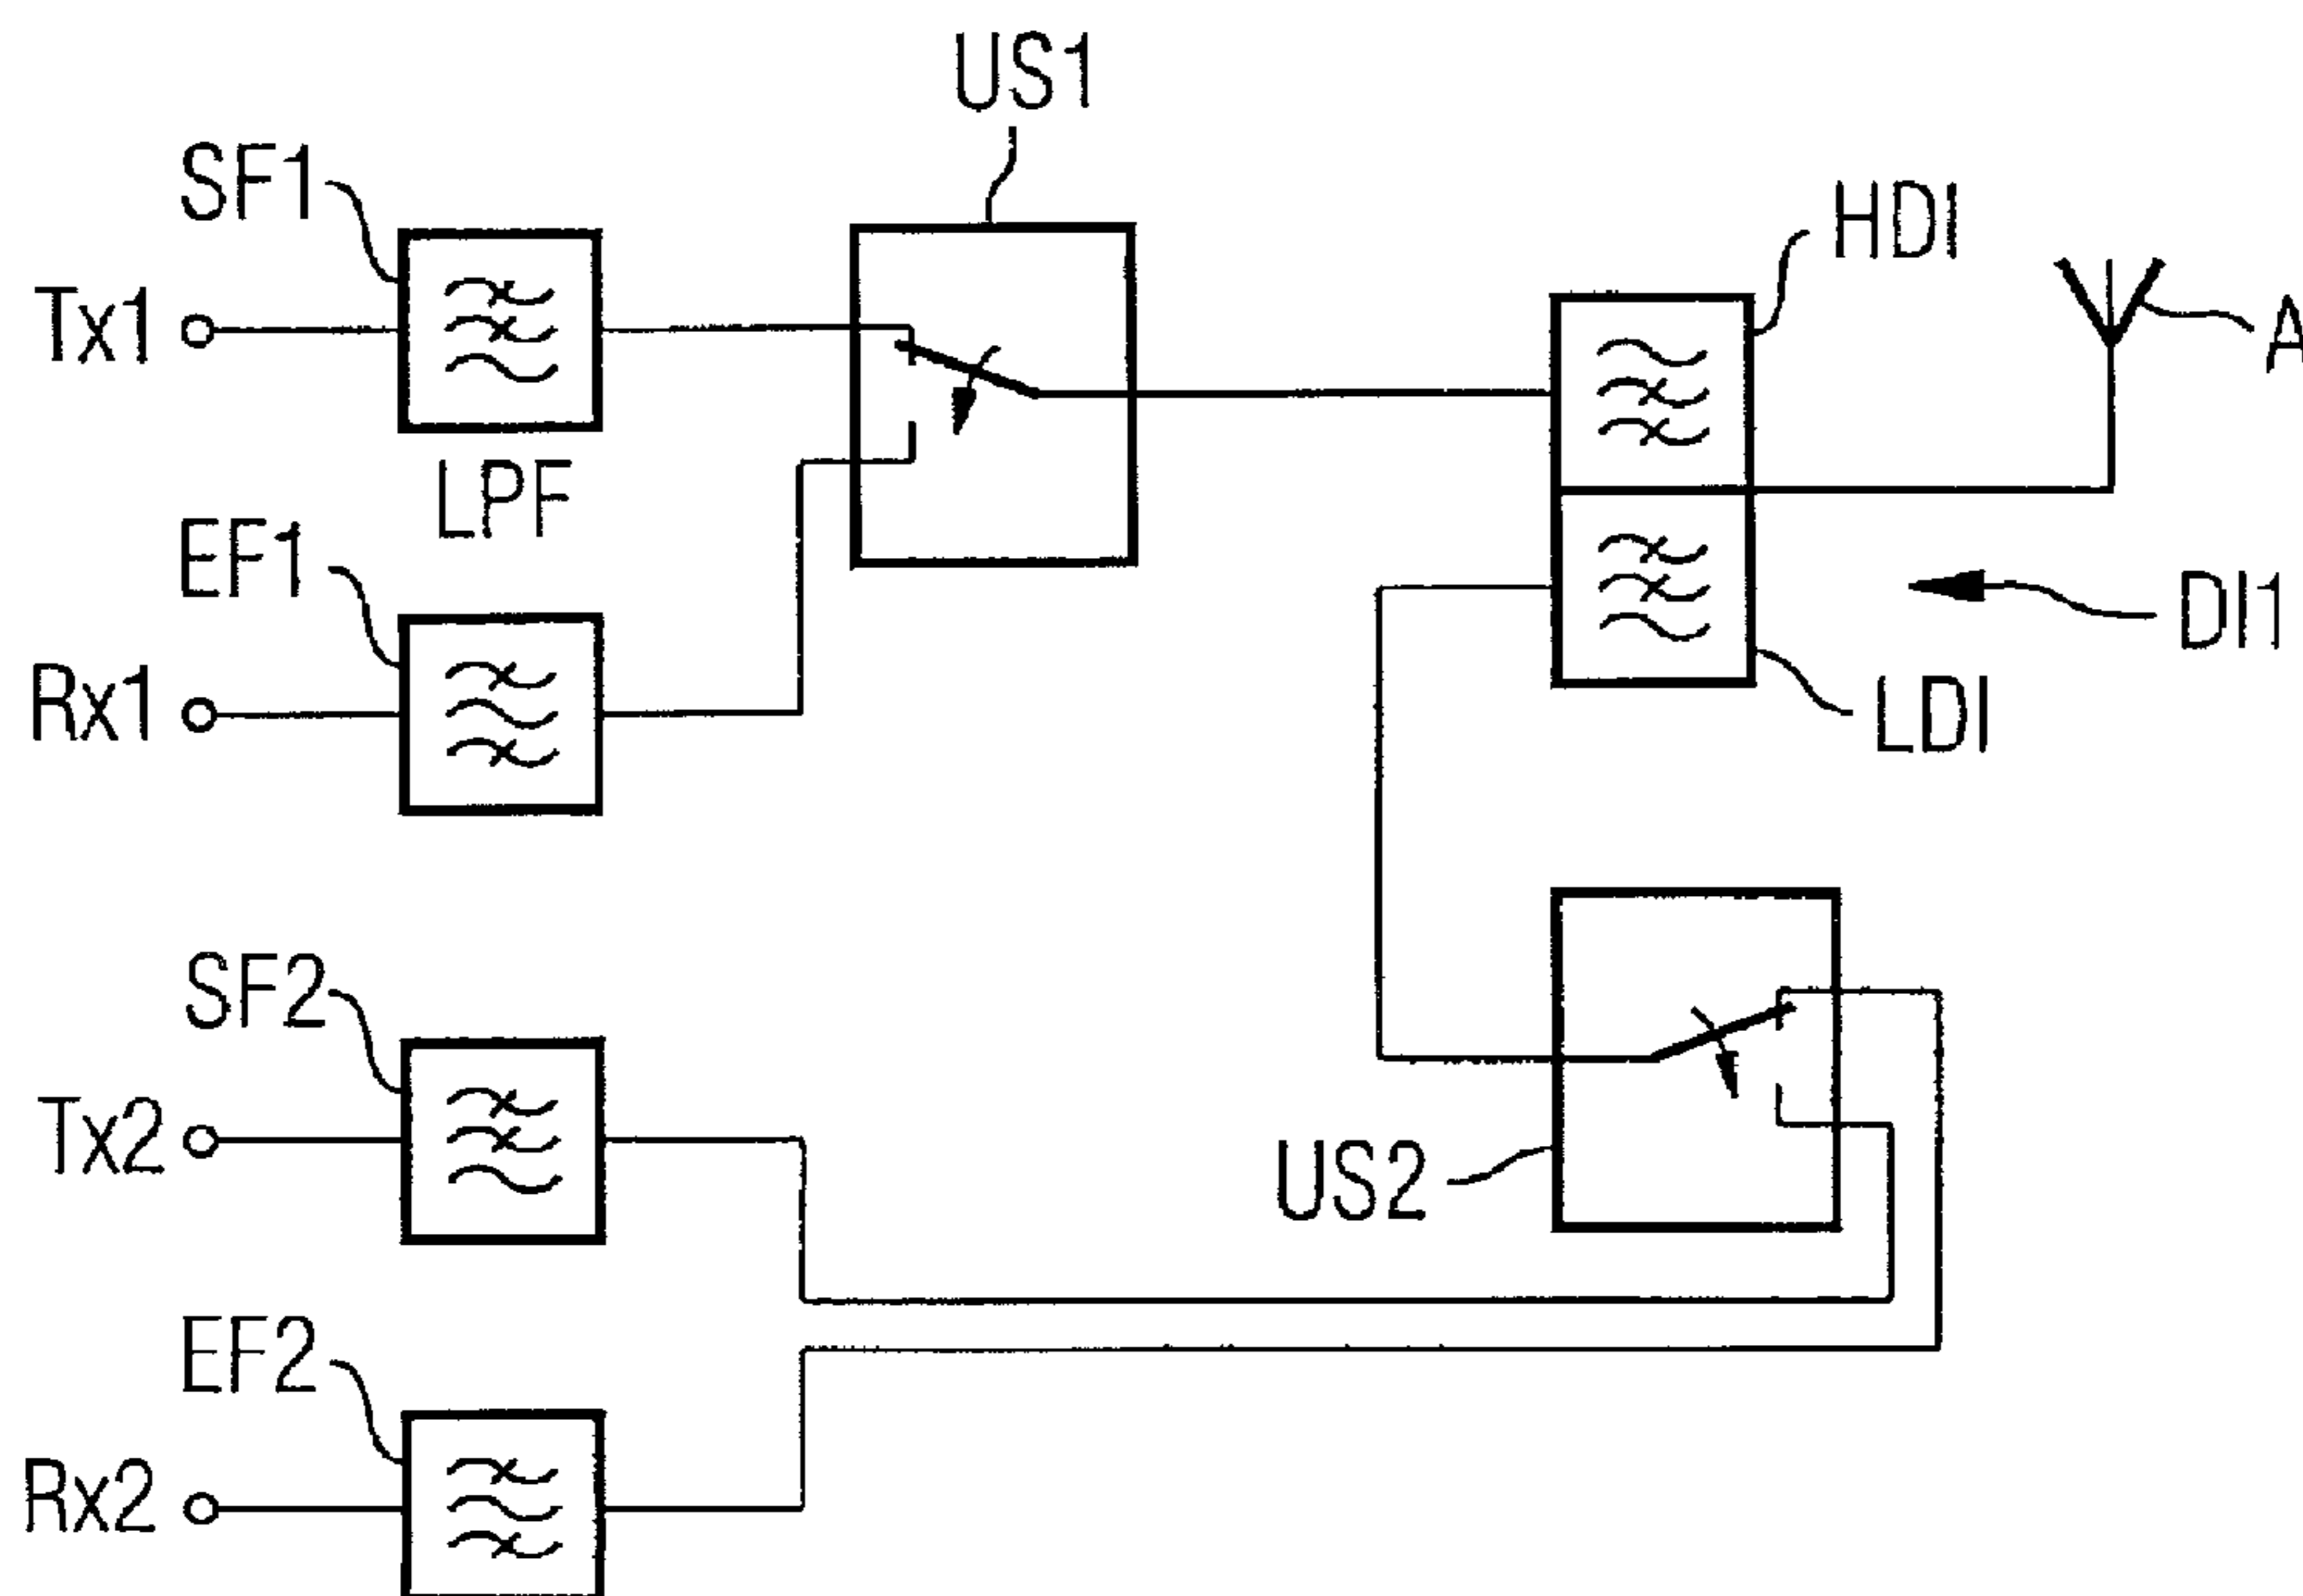 US1
SF1
HDI
Tx1
A
LPF
EF1
DI1
Rx1
LDI
SF2
Tx2
US2
EF2
Rx2